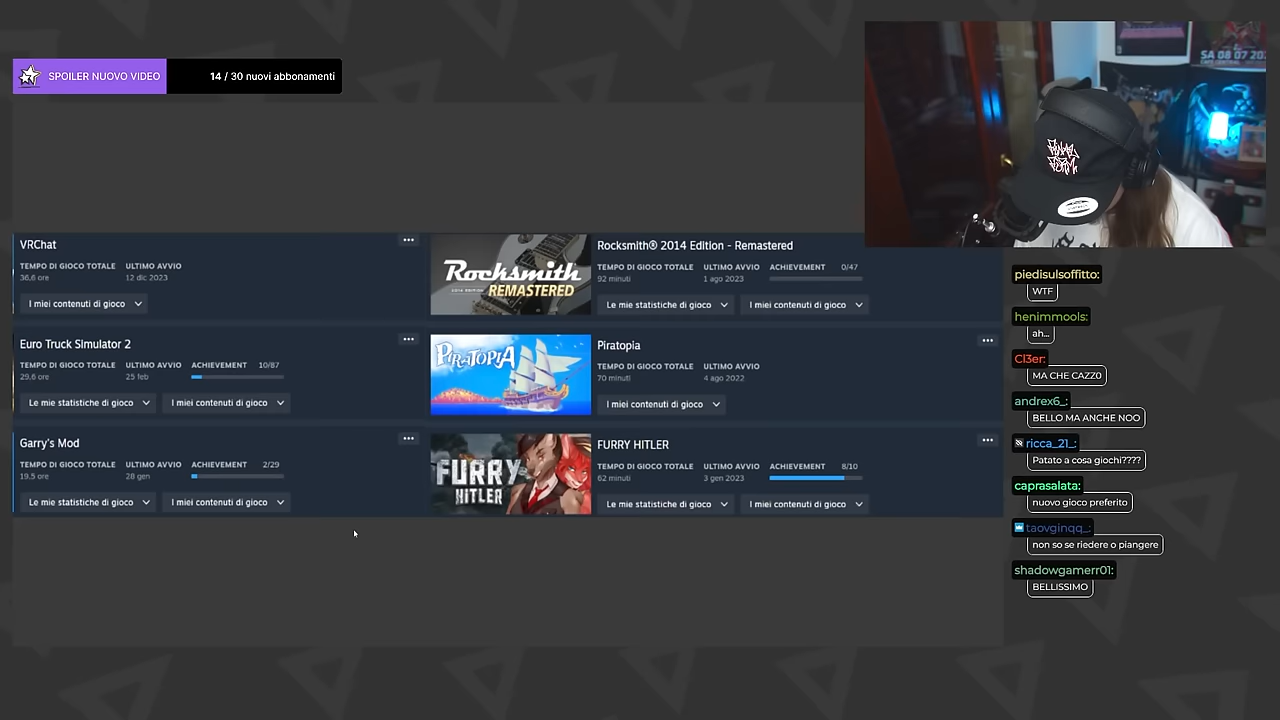 SPOILER NUOVO VIDEO
14 / 30 nuovi abbonamenti
VRChat
TEMPO DI GIOCO TOTALE ULTIMO AVVIO
36,6 ore 12 dic 2023
I miei contenuti di gioco
Rocksmith
REMASTERED
Rocksmith® 2014 Edition - Remastered
TEMPO DI GIOCO TOTALE ULTIMO AVVIO ACHIEVEMENT 0/47
92 minuti 1 ago 2023
Le mie statistiche di gioco I miei contenuti di gioco
Euro Truck Simulator 2
TEMPO DI GIOCO TOTALE ULTIMO AVVIO ACHIEVEMENT 10/87
29,6 ore 25 feb
Le mie statistiche di gioco I miei contenuti di gioco
PIRATOPIA
Piratopia
TEMPO DI GIOCO TOTALE ULTIMO AVVIO
70 minuti 4 ago 2022
I miei contenuti di gioco
Garry's Mod
TEMPO DI GIOCO TOTALE ULTIMO AVVIO ACHIEVEMENT 2/29
19,5 ore 28 gen
Le mie statistiche di gioco I miei contenuti di gioco
FURRY
HITLER
FURRY HITLER
TEMPO DI GIOCO TOTALE ULTIMO AVVIO ACHIEVEMENT 8/10
62 minuti 3 gen 2023
Le mie statistiche di gioco I miei contenuti di gioco
SA 08 07 20
FINAL
FORM
piedisulsoffitto:
WTF
henimmools:
ah...
Cl3er:
MA CHE CAZZ0
andrex6_:
BELLO MA ANCHE NOO
ricca_21_:
Patato a cosa giochi????
caprasalata:
nuovo gioco preferito
taovginqq_:
non so se riedere o piangere
shadowgamerr01:
BELLISSIMO